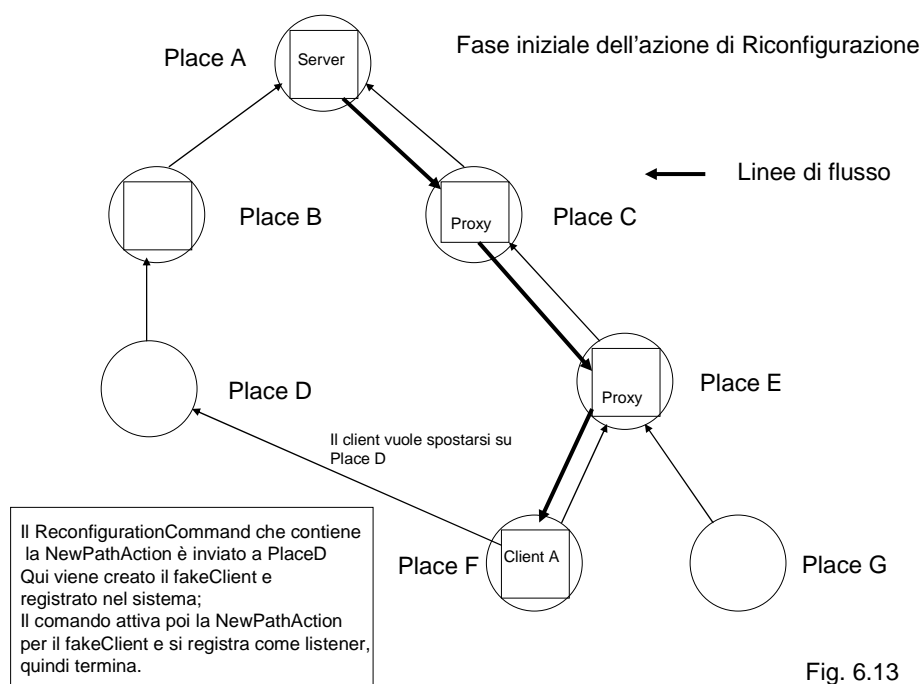 Fase iniziale dell'azione di Riconfigurazione
Place A
Server
Linee di flusso
Place B
Proxy
Place C
Place D
Proxy
Place E
Il client vuole spostarsi su
Place D
Il ReconfigurationCommand che contiene
la NewPathAction è inviato a PlaceD
Qui viene creato il fakeClient e
registrato nel sistema;
Il comando attiva poi la NewPathAction
per il fakeClient e si registra come listener,
quindi termina.
Place F
Client A
Place G
Fig. 6.13